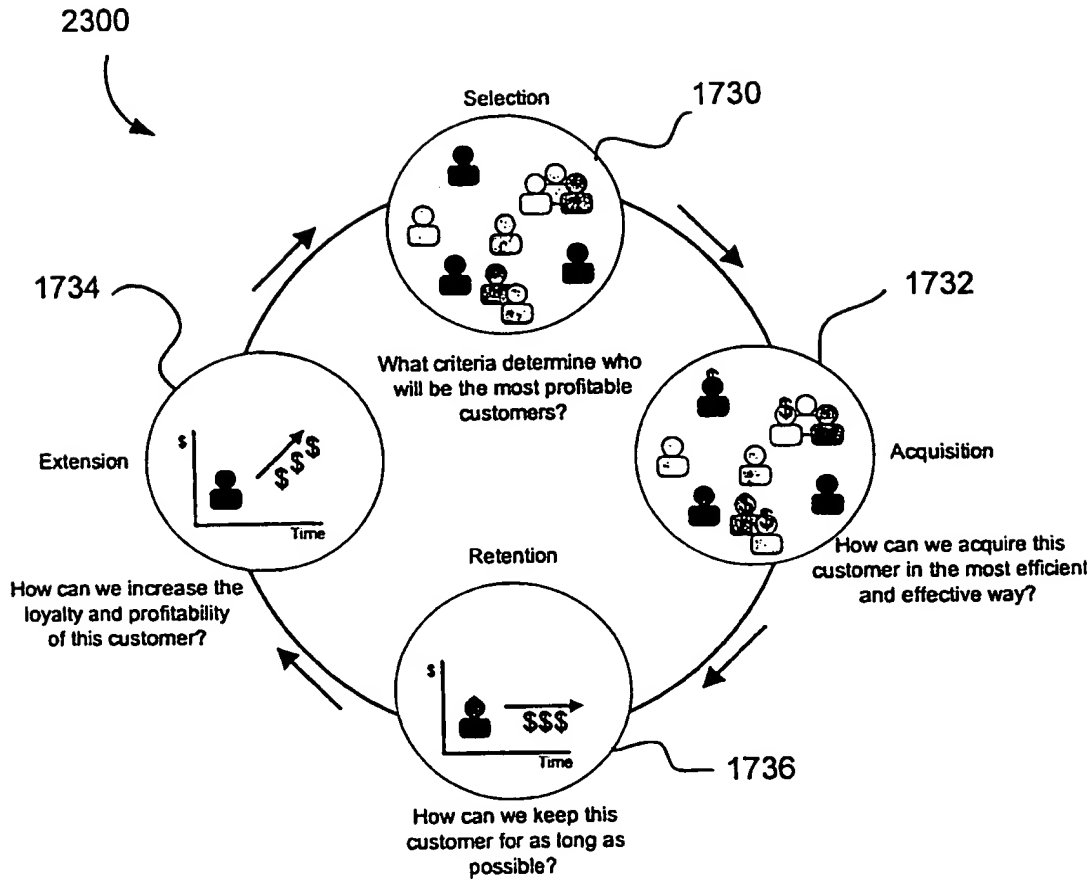 2300
Selection
1730
What criteria determine who
will be the most profitable
customers?
1734
1732
Extension
$
$$$
Time
How can we increase the
loyalty and profitability
of this customer?
$
$
$
$
Acquisition
How can we acquire this
customer in the most efficient
and effective way?
Retention
$
$$$
Time
1736
How can we keep this
customer for as long as
possible?